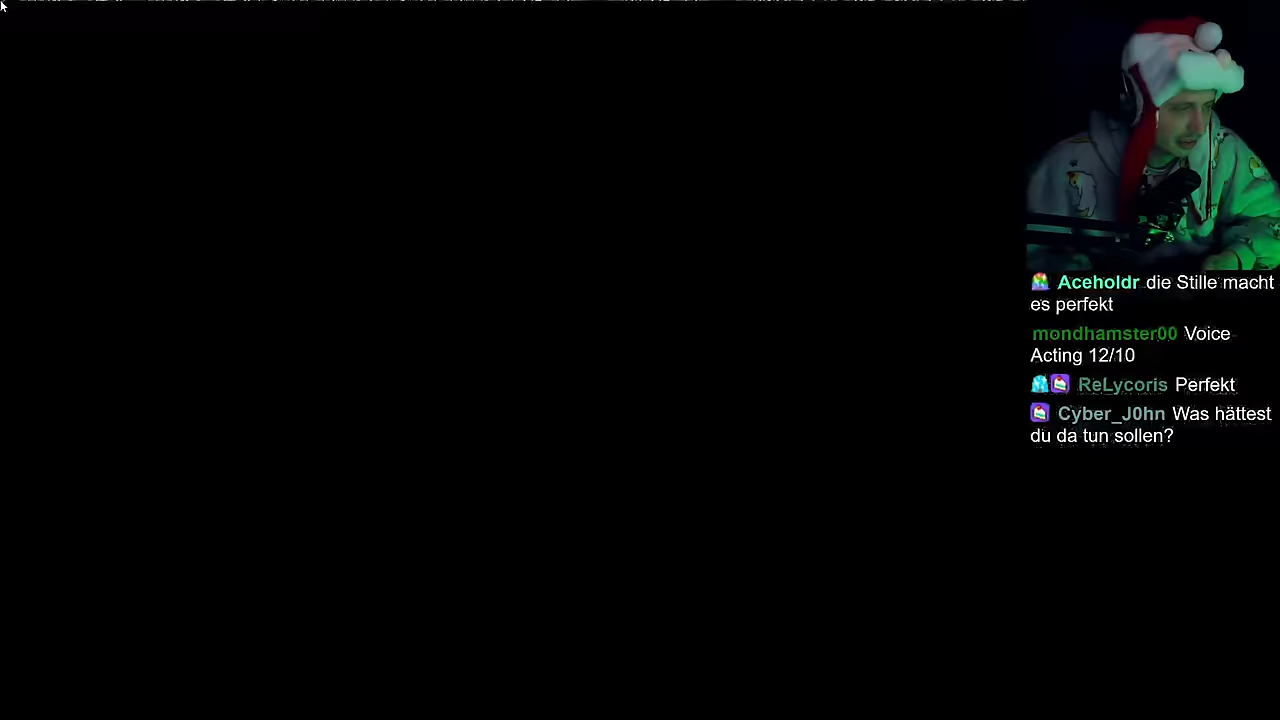 Aceholdr die Stille macht
es perfekt
mondhamster00 Voice
Acting 12/10
ReLycoris Perfekt
Cyber_J0hn Was hättest
du da tun sollen?